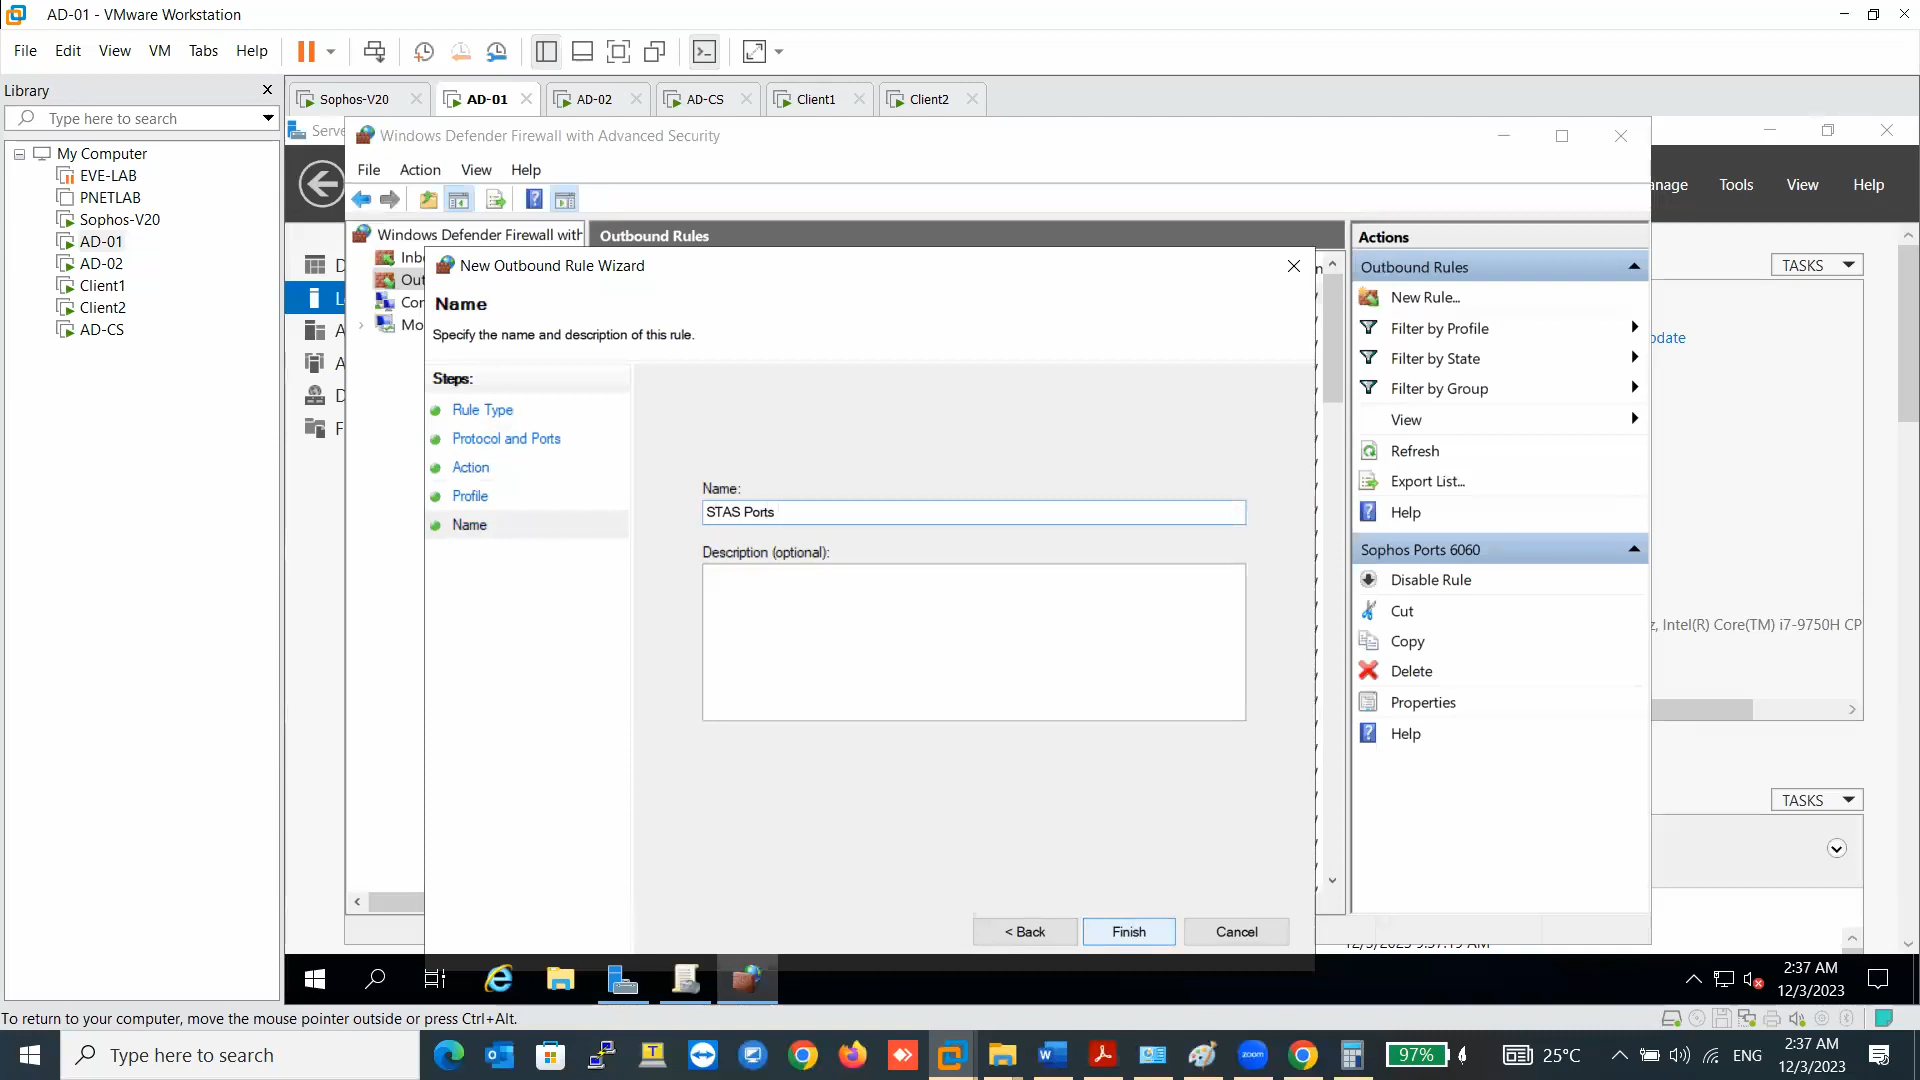 AD-01 - VMware Workstation
File Edit View VM Tabs Help
Library
Type here to search
My Computer
EVE-LAB
PNETLAB
Sophos-V20
AD-01
AD-02
Client1
Client2
AD-CS
Sophos-V20 AD-01 AD-02 AD-CS Client1 Client2
Serve
Windows Defender Firewall with Advanced Security
File Action View Help
anage Tools View Help
Windows Defender Firewall with
Inb
Out
Con
Mo
Outbound Rules
New Outbound Rule Wizard
Name
Specify the name and description of this rule.
Steps:
Rule Type
Protocol and Ports
Action
Profile
Name
Name:
STAS Ports
Description (optional):
< Back Finish Cancel
Actions
Outbound Rules
New Rule...
Filter by Profile
Filter by State
Filter by Group
View
Refresh
Export List...
Help
Sophos Ports 6060
Disable Rule
Cut
Copy
Delete
Properties
Help
TASKS
pdate
z, Intel(R) Core(TM) i7-9750H CP
TASKS
2:37 AM
12/3/2023
To return to your computer, move the mouse pointer outside or press Ctrl+Alt.
Type here to search
zoom
97%
25°C
ENG
2:37 AM
12/3/2023